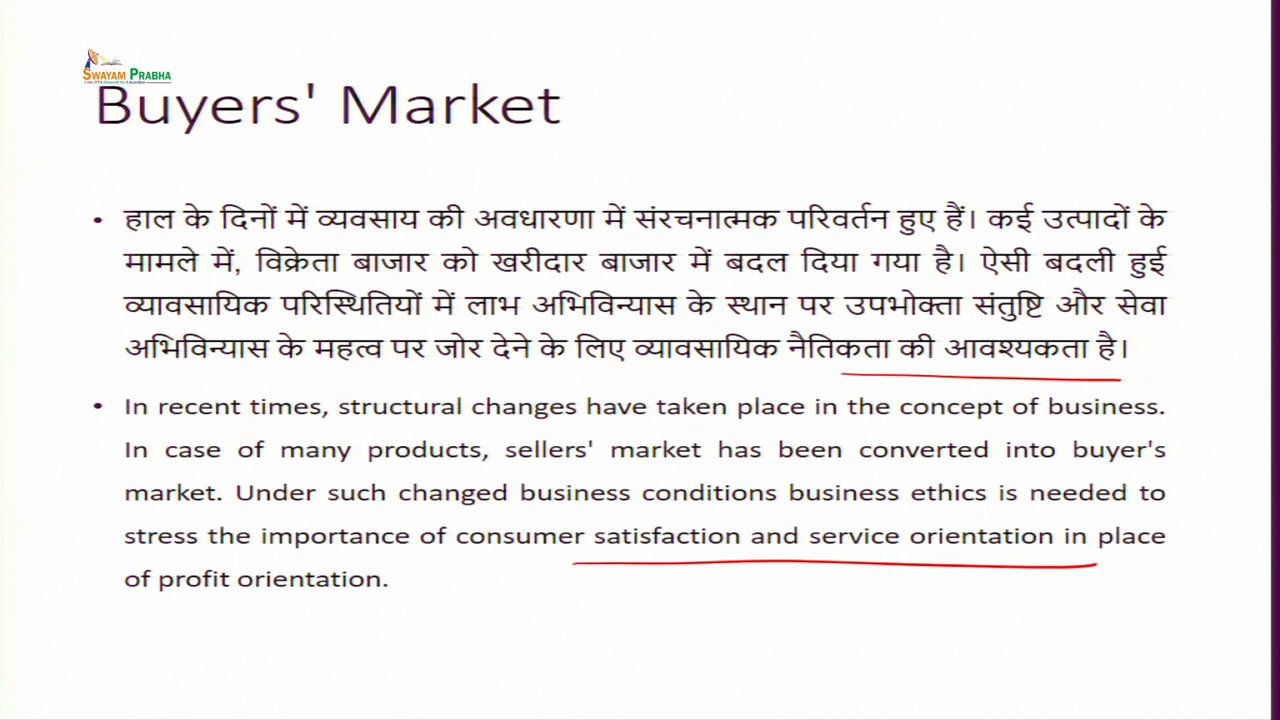 SWAYAM PRABHA
Buyers' Market
• हाल के दिनों में व्यवसाय की अवधारणा में संरचनात्मक परिवर्तन हुए हैं। कई उत्पादों के
मामले में, विक्रेता बाजार को खरीदार बाजार में बदल दिया गया है। ऐसी बदली हुई
व्यावसायिक परिस्थितियों में लाभ अभिविन्यास के स्थान पर उपभोक्ता संतुष्टि और सेवा
अभिविन्यास के महत्व पर जोर देने के लिए व्यावसायिक नैतिकता की आवश्यकता है।
• In recent times, structural changes have taken place in the concept of business.
In case of many products, sellers' market has been converted into buyer's
market. Under such changed business conditions business ethics is needed to
stress the importance of consumer satisfaction and service orientation in place
of profit orientation.